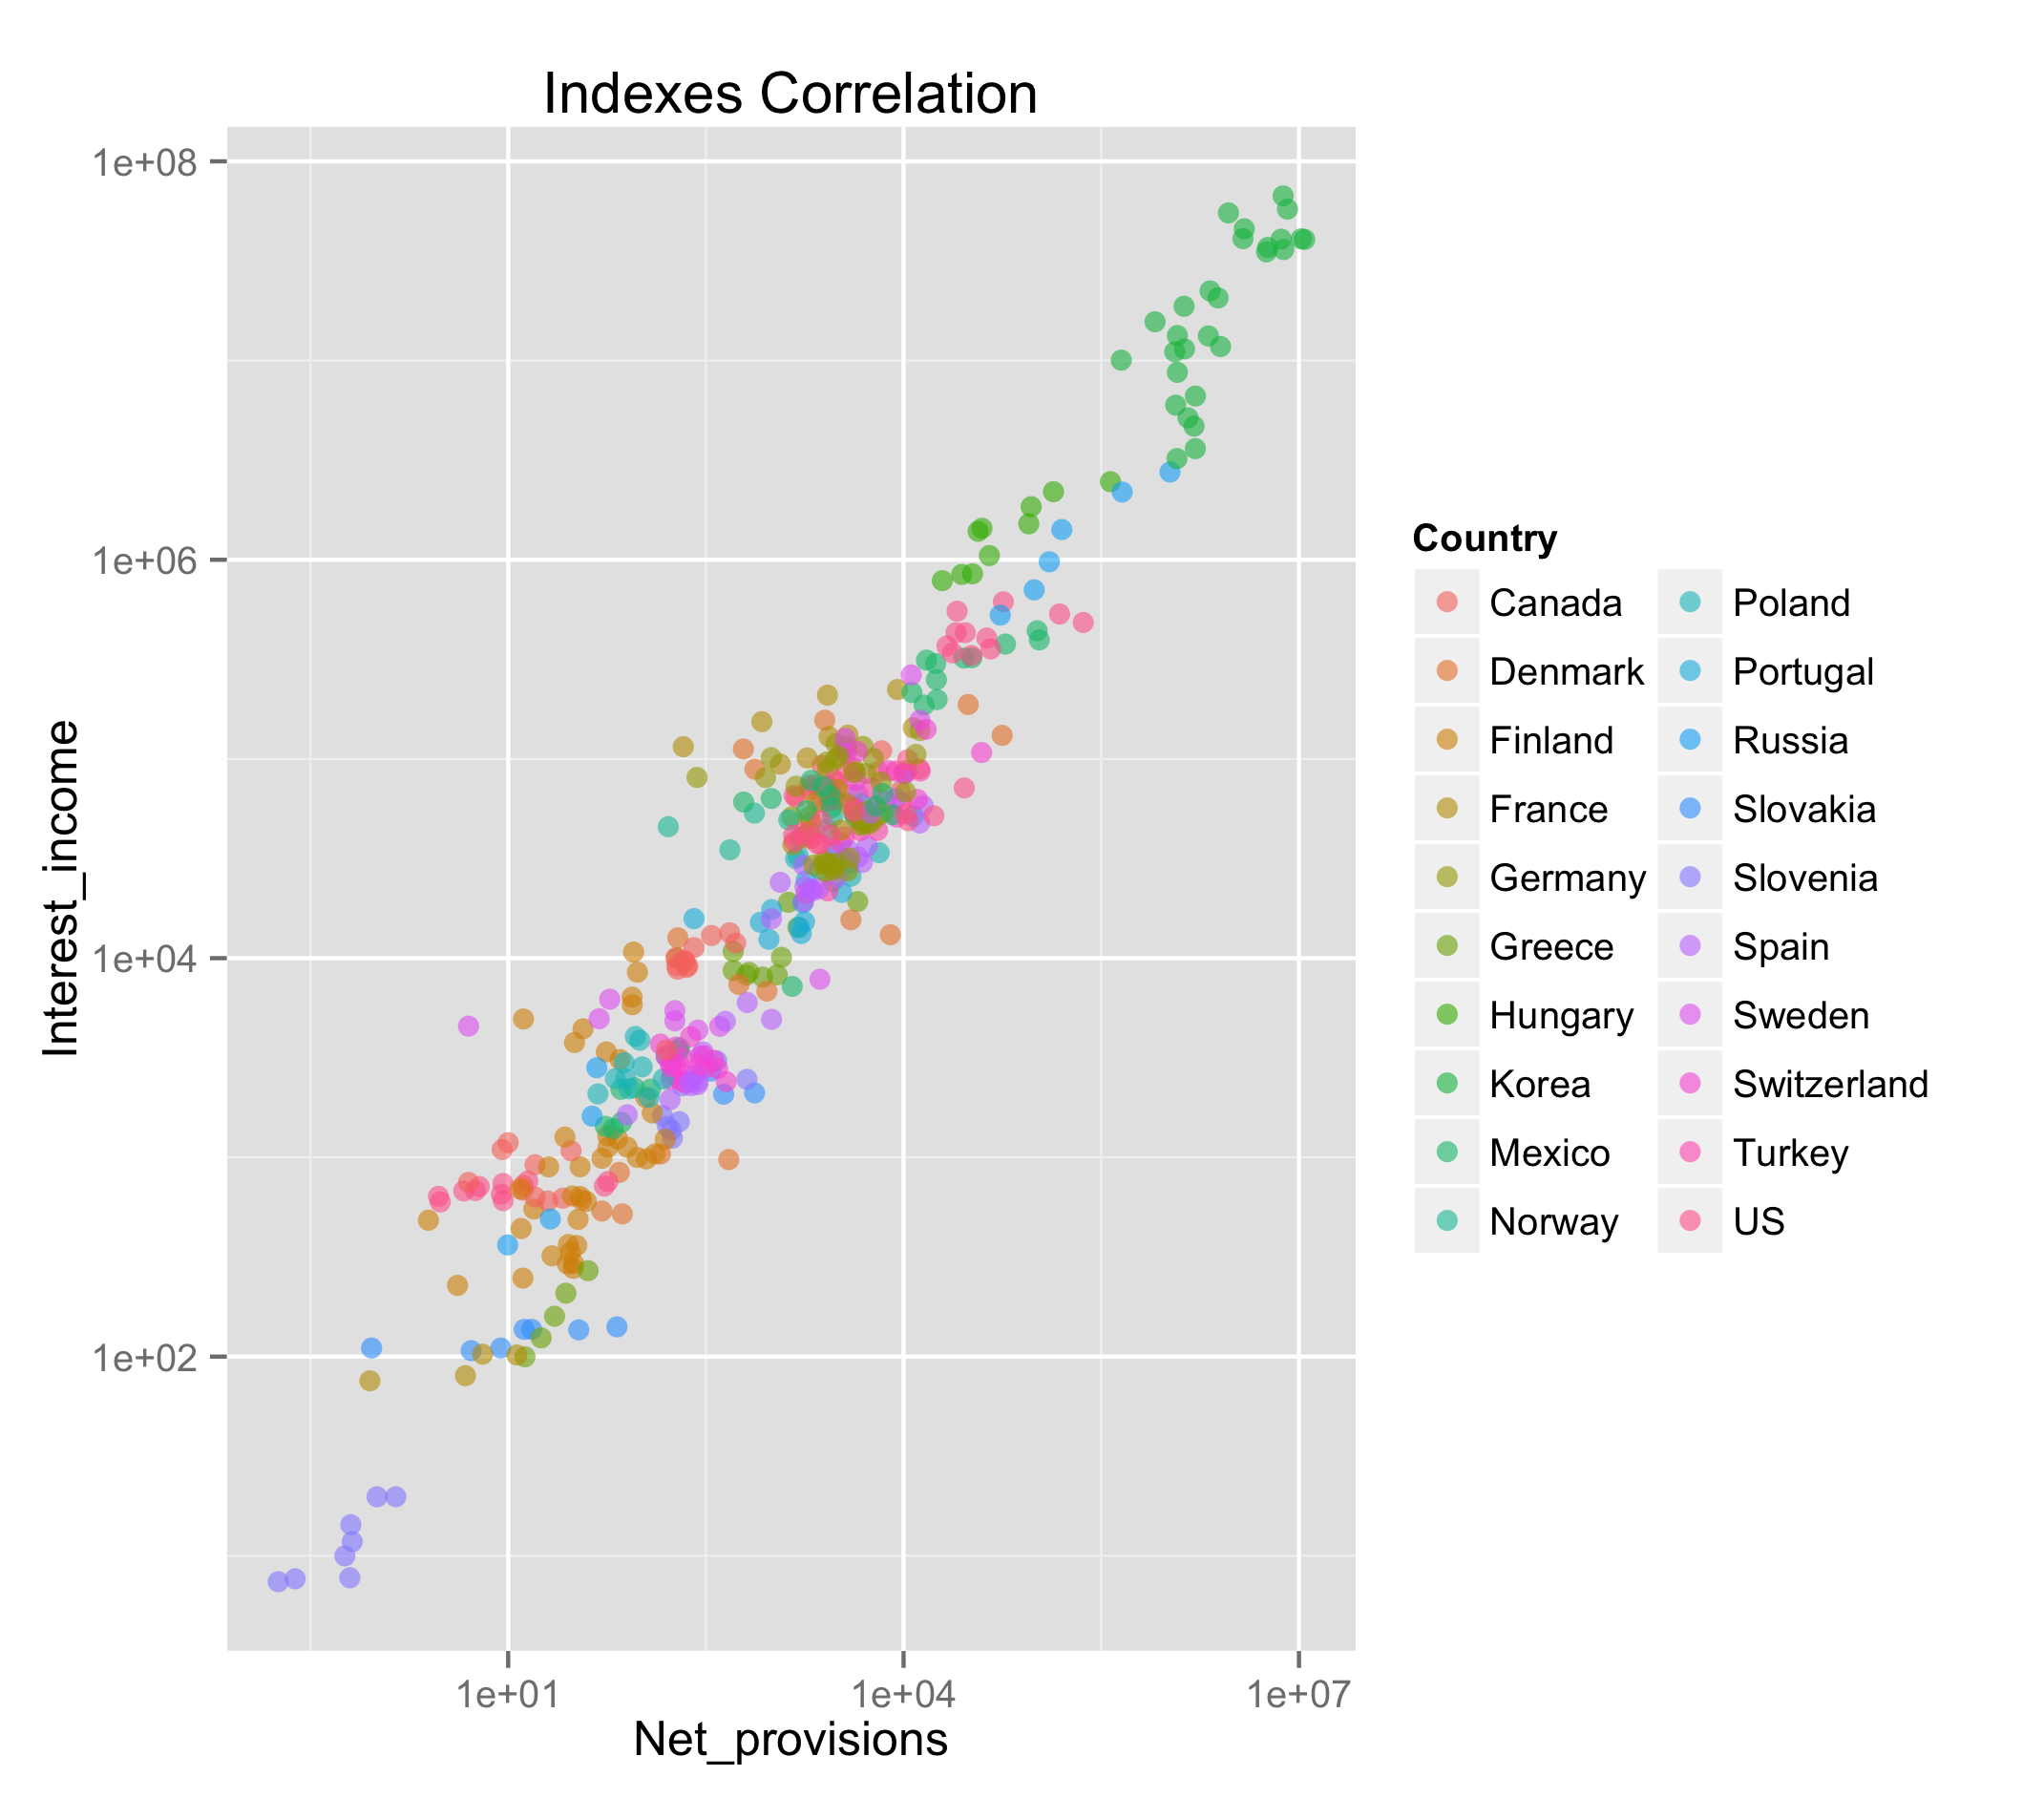 Indexes Correlation
1e+08
1e+06
1e+04
1e+02
Interest_income
1e+01 1e+04 1e+07
Net_provisions
Country
Canada Poland
Denmark Portugal
Finland Russia
France Slovakia
Germany Slovenia
Greece Spain
Hungary Sweden
Korea Switzerland
Mexico Turkey
Norway US